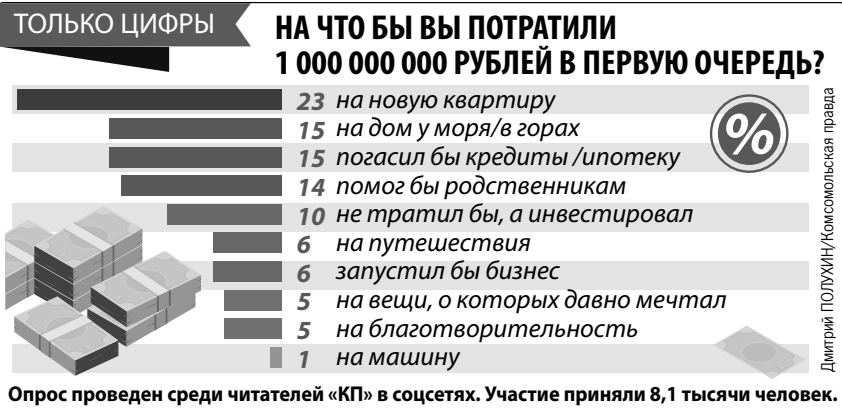 ТОЛЬКО ЦИФРЫ
НА ЧТО БЫ ВЫ ПОТРАТИЛИ
1 000 000 000 РУБЛЕЙ В ПЕРВУЮ ОЧЕРЕДЬ?
23 на новую квартиру
15 на дом у моря/в горах
15 погасил бы кредиты /ипотеку
14 помог бы родственникам
10 не тратил бы, а инвестировал
6 на путешествия
6 запустил бы бизнес
5 на вещи, о которых давно мечтал
5 на благотворительность
1 на машину
%
Дмитрий ПОЛУХИН/Комсомольская правда
Опрос проведен среди читателей «КП» в соцсетях. Участие приняли 8,1 тысячи человек.